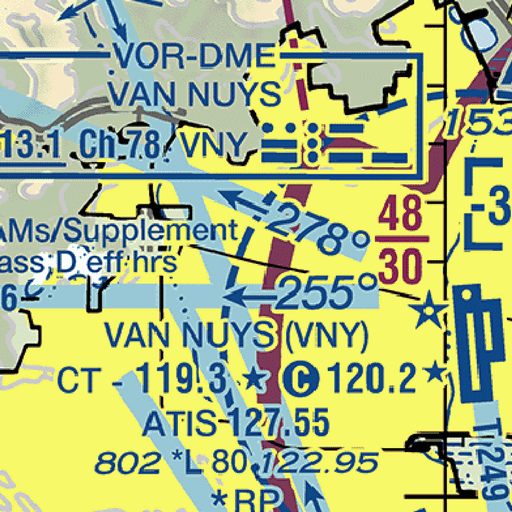 VOR-DME
VAN NUYS
13.1 Ch 78 VNY
153
-3
278°
48
30
AMs/Supplement
ass D eff hrs
6-
255°
VAN NUYS (VNY)
CT - 119.3 ★ C 120.2 ★
ATIS 127.55
802 *L 80 122.95
*RP
T 249